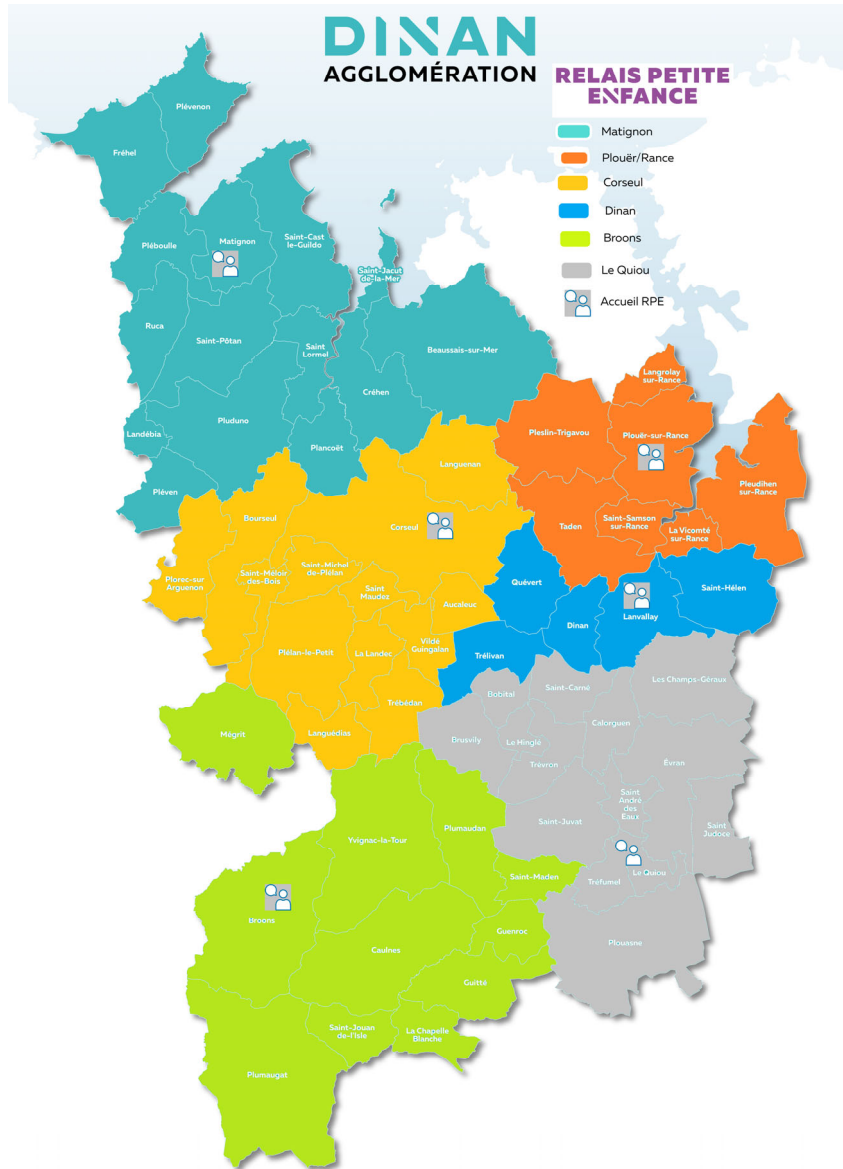 DINAN
AGGLOMÉRATION
RELAIS PETITE
ENFANCE
Matignon
Plouër/Rance
Corseul
Dinan
Broons
Le Quiou
Accueil RPE
Plévenon
Fréhel
Pléboulle
Matignon
Saint-Cast
le-Guildo
Saint-Jacut
de-la-Mer
Ruca
Saint-Pôtan
Saint
Lormel
Beaussais-sur-Mer
Créhen
Landébia
Pluduno
Plancoët
Pléven
Langrolay
sur-Rance
Pleslin-Trigavou
Plouër-sur-Rance
Pleudihen
sur-Rance
Taden
Saint-Samson
sur-Rance
La Vicomté
sur-Rance
Languenan
Bourseul
Corseul
Plorec-sur
Arguenon
Saint-Méloir
des-Bois
Saint-Michel
de-Plélan
Saint
Maudez
Aucaleuc
Plélan-le-Petit
La Landec
Vildé
Guingalan
Trébédan
Languédias
Quévert
Dinan
Lanvallay
Saint-Hélen
Trélivan
Bobital
Saint-Carné
Les Champs-Géraux
Calorguen
Brusvily
Le Hinglé
Trévron
Évran
Saint-Juvat
Saint
André
des
Eaux
Saint
Judoce
Tréfumel
Le Quiou
Plouasne
Mégrit
Yvignac-la-Tour
Plumaudan
Saint-Maden
Broons
Caulnes
Guenroc
Guitté
Saint-Jouan
de-l'Isle
La Chapelle
Blanche
Plumaugat